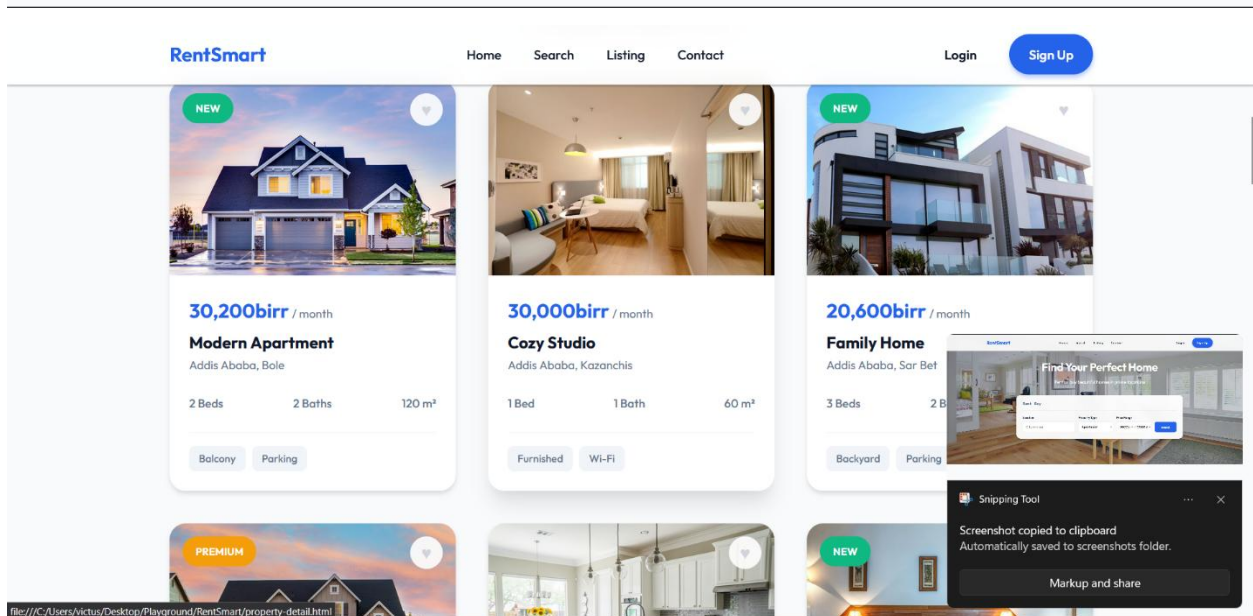 RentSmart
Home Search Listing Contact
Login Sign Up
NEW
NEW
30,200birr / month
Modern Apartment
Addis Ababa, Bole
2 Beds 2 Baths 120 m²
Balcony Parking
30,000birr / month
Cozy Studio
Addis Ababa, Kazanchis
1 Bed 1 Bath 60 m²
Furnished Wi-Fi
20,600birr / month
Family Home
Addis Ababa, Sar Bet
3 Beds 2 B
Backyard Parking
RentSmart
Find Your Perfect Home
Snipping Tool
Screenshot copied to clipboard
Automatically saved to screenshots folder.
Markup and share
PREMIUM
NEW
file:///C:/Users/victus/Desktop/Playground/RentSmart/property-detail.html